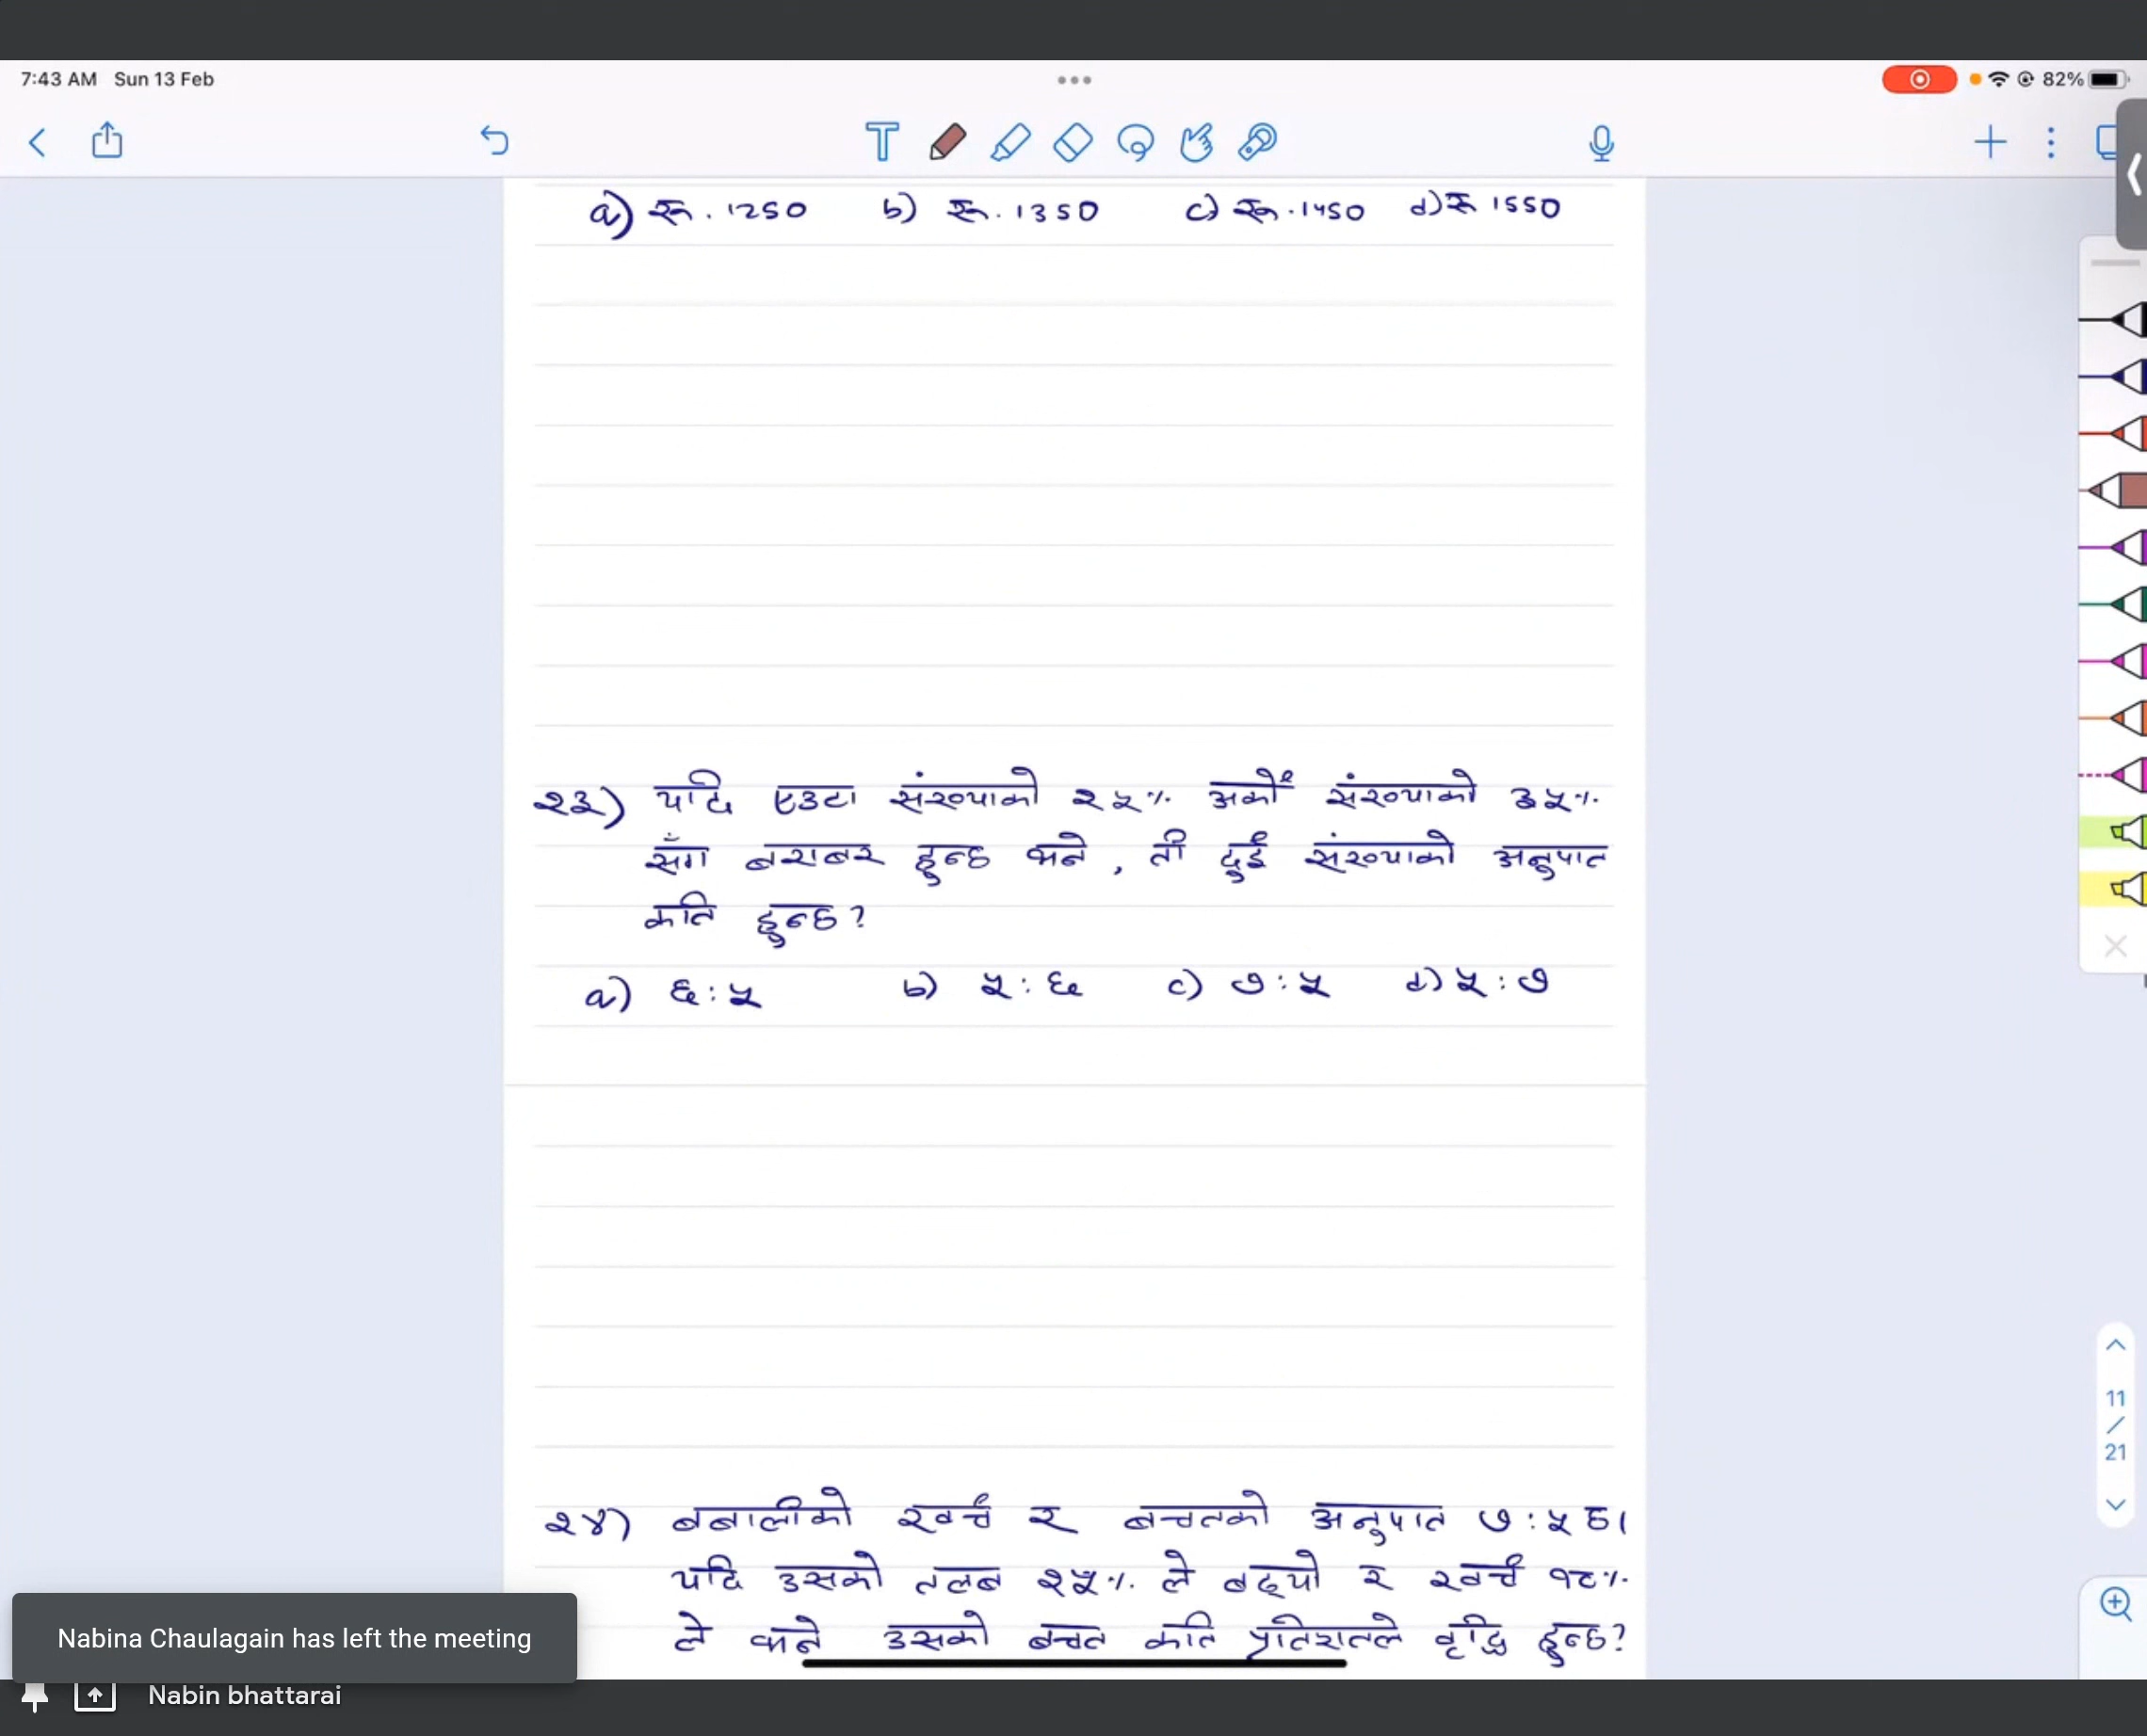 7:43 AM Sun 13 Feb
82%
a) रू. 1250 b) रू. 1350 c) रू. 1450 d) रू 1550
२३) यदि एउटा संख्याको २५% अर्को संख्याको ३५%
सँग बराबर हुन्छ भने, ती दुई संख्याको अनुपात
कति हुन्छ?
a) ६:५ b) ५:६ c) ७:५ d) ५:७
11
/
21
२४) बबालीको खर्च र बचतको अनुपात ७:५ छ।
यदि उसको तलब २५% ले बढ्यो र खर्च १८%
ले भने उसको बचत कति प्रतिशतले वृद्धि हुन्छ?
Nabina Chaulagain has left the meeting
Nabin bhattarai